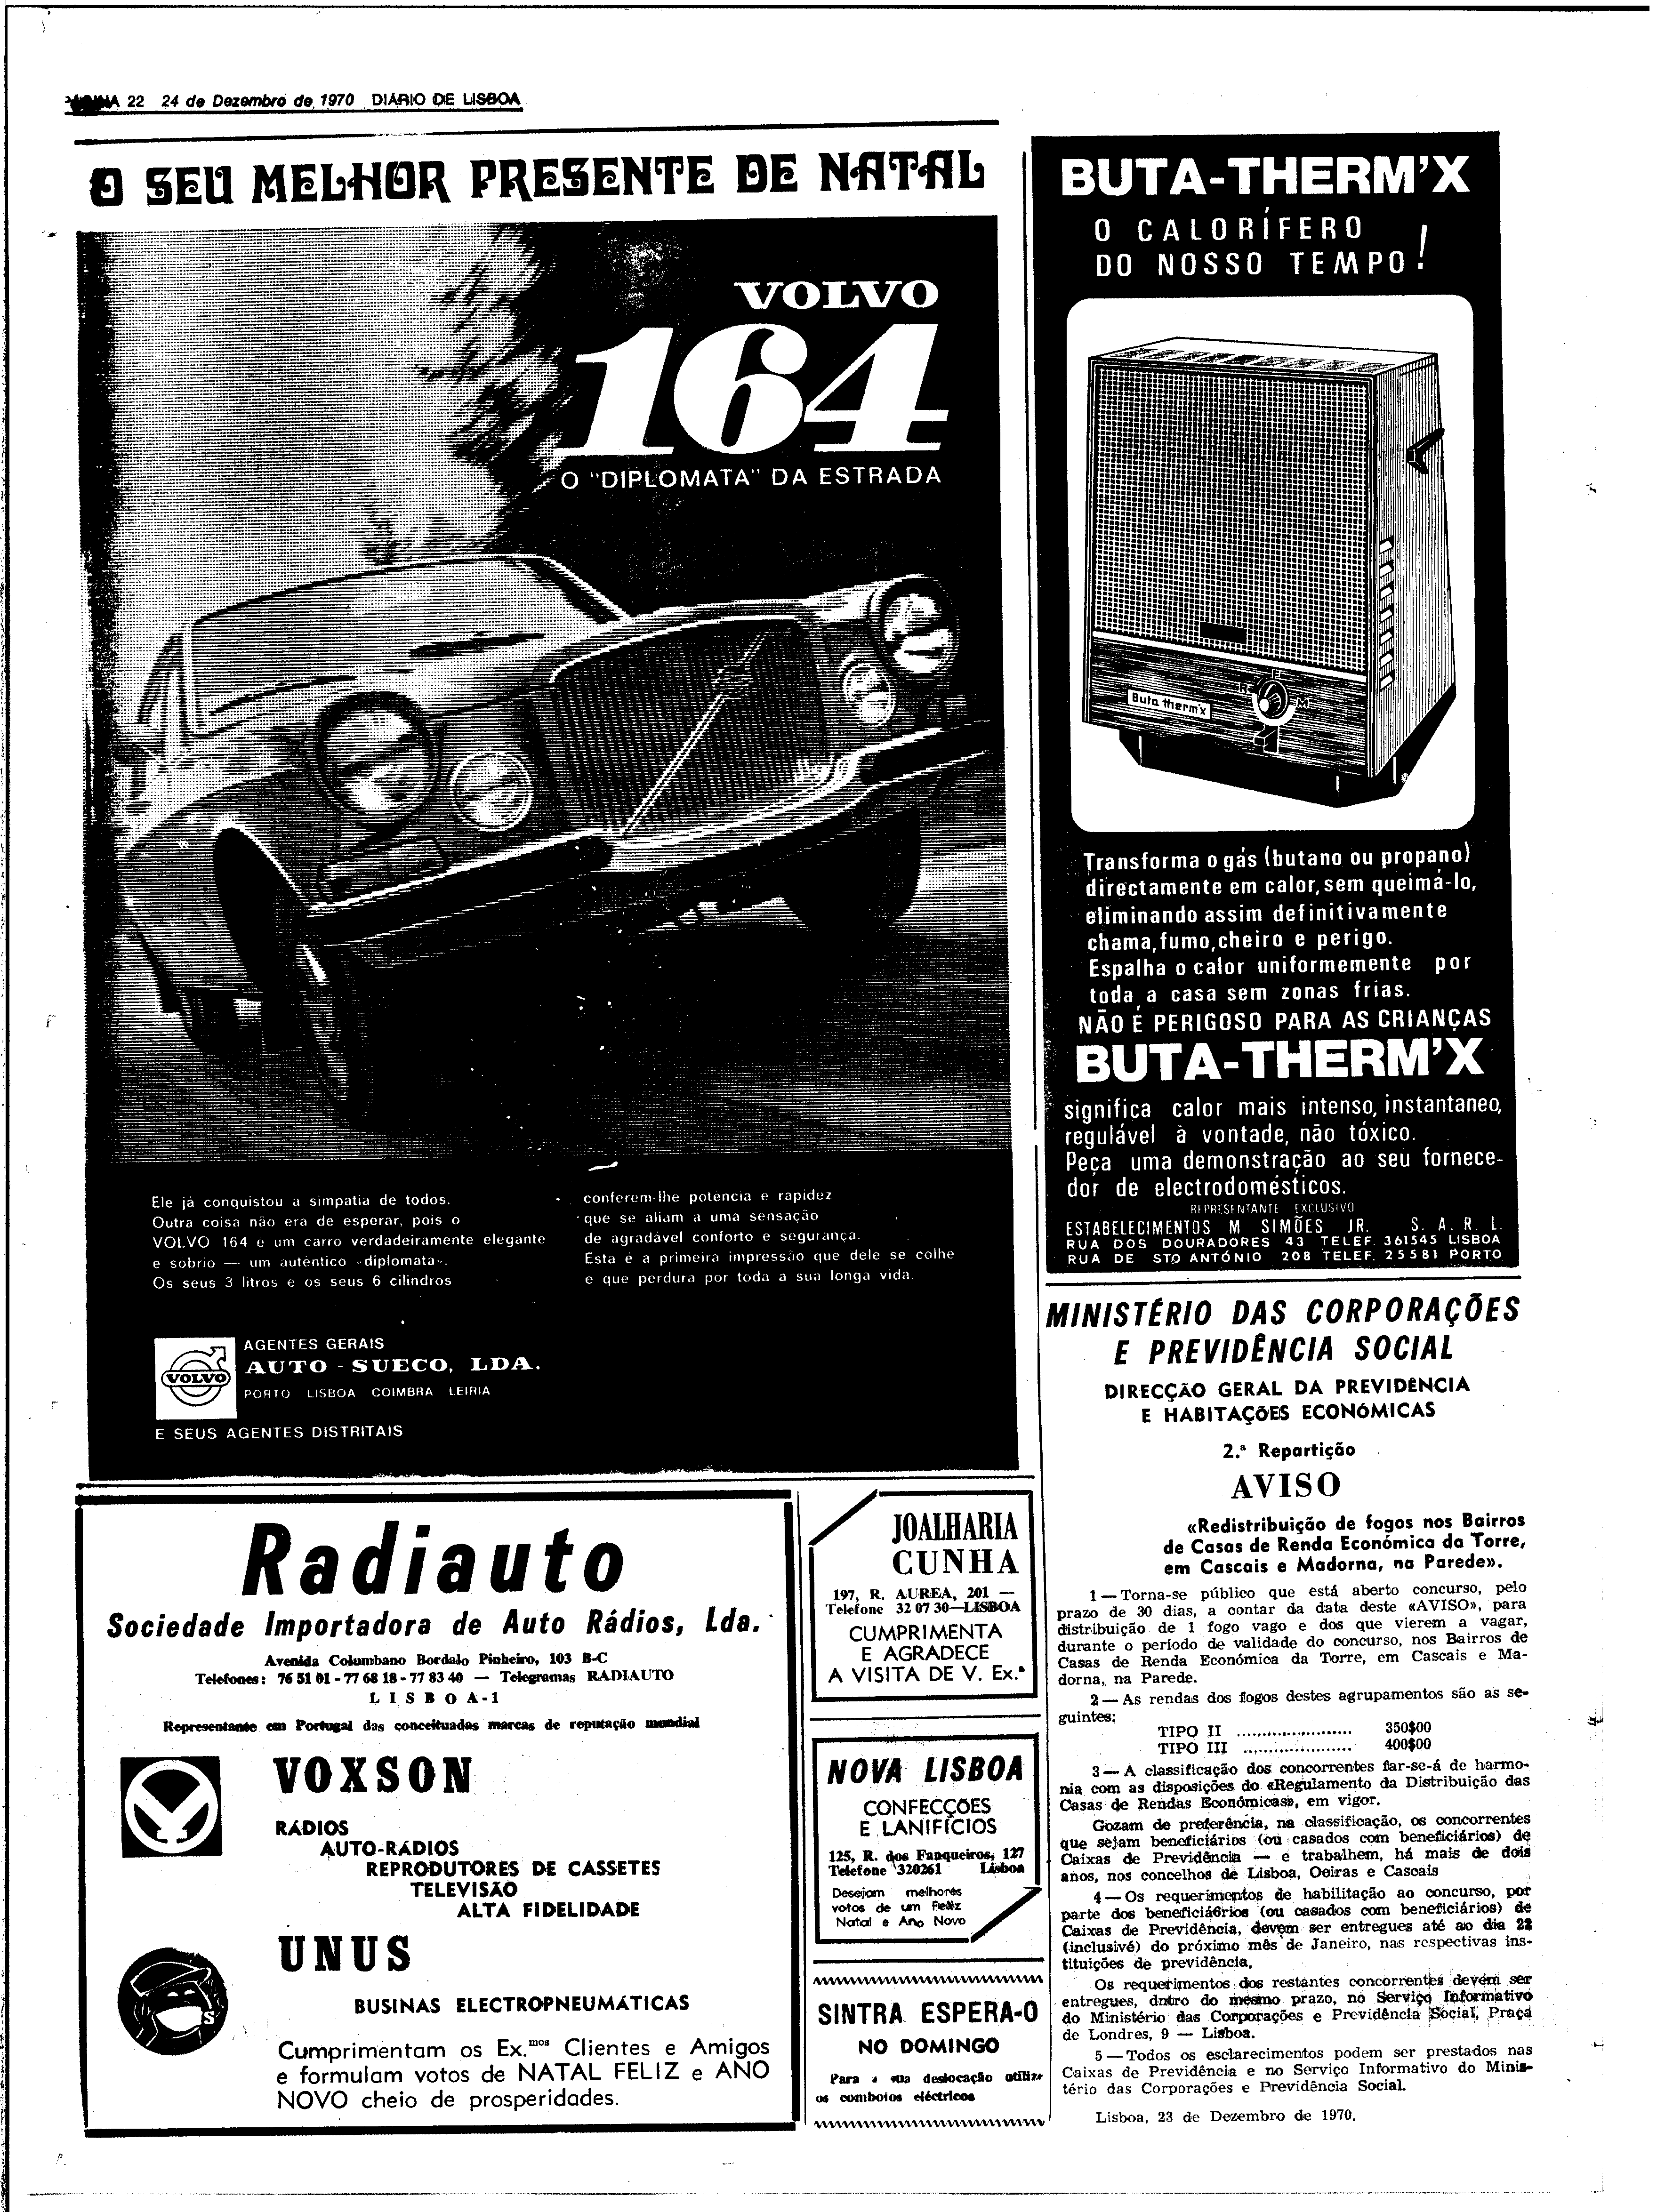 22 24 de Dezembro de 1970 DIÁRIO DE LISBOA
O SEU MELHOR PRESENTE DE NATAL
VOLVO
164
O "DIPLOMATA" DA ESTRADA
Ele já conquistou a simpatia de todos.
Outra coisa não era de esperar, pois o
VOLVO 164 é um carro verdadeiramente elegante
e sóbrio — um autêntico «diplomata».
Os seus 3 litros e os seus 6 cilindros
conferem-lhe potência e rapidez
que se aliam a uma sensação
de agradável conforto e segurança.
Esta é a primeira impressão que dele se colhe
e que perdura por toda a sua longa vida.
VOLVO
AGENTES GERAIS
AUTO - SUECO, LDA.
PORTO LISBOA COIMBRA LEIRIA
E SEUS AGENTES DISTRITAIS
BUTA-THERM'X
O CALORÍFERO
DO NOSSO TEMPO!
R F M
Buta therm'x
Transforma o gás (butano ou propano)
directamente em calor, sem queimá-lo,
eliminando assim definitivamente
chama, fumo, cheiro e perigo.
Espalha o calor uniformemente por
toda a casa sem zonas frias.
NÃO É PERIGOSO PARA AS CRIANÇAS
BUTA-THERM'X
significa calor mais intenso, instantaneo,
regulável à vontade, não tóxico.
Peça uma demonstração ao seu fornece-
dor de electrodomésticos.
REPRESENTANTE EXCLUSIVO
ESTABELECIMENTOS M SIMÕES JR. S. A. R. L.
RUA DOS DOURADORES 43 TELEF. 361545 LISBOA
RUA DE STO ANTÓNIO 208 TELEF. 25581 PORTO
MINISTÉRIO DAS CORPORAÇÕES
E PREVIDÊNCIA SOCIAL
DIRECÇÃO GERAL DA PREVIDÊNCIA
E HABITAÇÕES ECONÓMICAS
2.ª Repartição
AVISO
«Redistribuição de fogos nos Bairros
de Casas de Renda Económica da Torre,
em Cascais e Madorna, na Parede».
1 — Torna-se público que está aberto concurso, pelo
prazo de 30 dias, a contar da data deste «AVISO», para
distribuição de 1 fogo vago e dos que vierem a vagar,
durante o período de validade do concurso, nos Bairros de
Casas de Renda Económica da Torre, em Cascais e Ma-
dorna, na Parede.
2 — As rendas dos fogos destes agrupamentos são as se-
guintes:
TIPO II ....................... 350$00
TIPO III ...................... 400$00
3 — A classificação dos concorrentes far-se-á de harmo-
nia com as disposições do «Regulamento da Distribuição das
Casas de Rendas Económicas», em vigor.
Gozam de preferência, na classificação, os concorrentes
que sejam beneficiários (ou casados com beneficiários) de
Caixas de Previdência — e trabalhem, há mais de dois
anos, nos concelhos de Lisboa, Oeiras e Cascais
4 — Os requerimentos de habilitação ao concurso, por
parte dos beneficiá6rios (ou casados com beneficiários) de
Caixas de Previdência, devem ser entregues até ao dia 22
(inclusivé) do próximo mês de Janeiro, nas respectivas ins-
tituições de previdência.
Os requerimentos dos restantes concorrentes devem ser
entregues, dntro do mesmo prazo, no Serviço Informativo
do Ministério das Corporações e Previdência Social, Praça
de Londres, 9 — Lisboa.
5 — Todos os esclarecimentos podem ser prestados nas
Caixas de Previdência e no Serviço Informativo do Minis-
tério das Corporações e Previdência Social.
Lisboa, 23 de Dezembro de 1970.
Radiauto
Sociedade Importadora de Auto Rádios, Lda.
Avenida Columbano Bordalo Pinheiro, 103 B-C
Telefones: 76 51 01 - 77 68 18 - 77 83 40 — Telegramas RADIAUTO
LISBOA-1
Representante em Portugal das conceituadas marcas de reputação mundial
VOXSON
RÁDIOS
AUTO-RÁDIOS
REPRODUTORES DE CASSETES
TELEVISÃO
ALTA FIDELIDADE
UNUS
S
BUSINAS ELECTROPNEUMÁTICAS
Cumprimentam os Ex.mos Clientes e Amigos
e formulam votos de NATAL FELIZ e ANO
NOVO cheio de prosperidades.
JOALHARIA
CUNHA
197, R. AUREA, 201 —
Telefone 32 07 30—LISBOA
CUMPRIMENTA
E AGRADECE
A VISITA DE V. Ex.ª
NOVA LISBOA
CONFECÇÕES
E LANIFÍCIOS
125, R. dos Fanqueiros, 127
Telefone 320261 Lisboa
Desejam melhores
votos de um Feliz
Natal e Ano Novo
SINTRA ESPERA-O
NO DOMINGO
Para a sua deslocação utilize
os comboios eléctricos